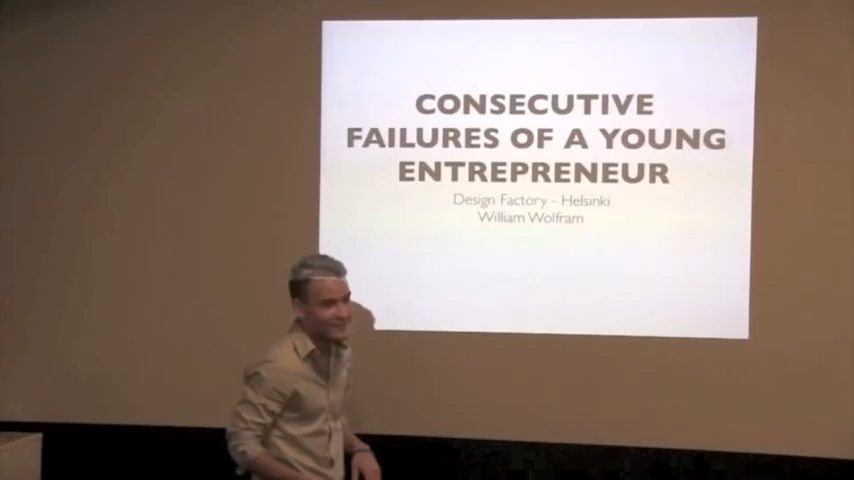 CONSECUTIVE
FAILURES OF A YOUNG
ENTREPRENEUR
Design Factory - Helsinki
William Wolfram